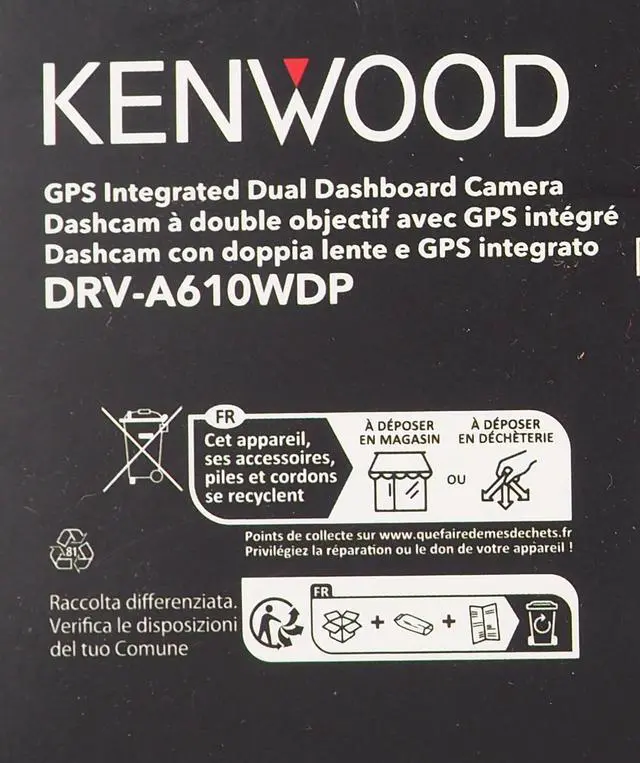 KENWOOD
GPS Integrated Dual Dashboard Camera
Dashcam à double objectif avec GPS intégré
Dashcam con doppia lente e GPS integrato
DRV-A610WDP
FR
Cet appareil,
ses accessoires,
piles et cordons
se recyclent
À DÉPOSER
EN MAGASIN
OU
À DÉPOSER
EN DÉCHÈTERIE
Points de collecte sur www.quefairedemesdechets.fr
Privilégiez la réparation ou le don de votre appareil !
81
Raccolta differenziata.
Verifica le disposizioni
del tuo Comune
FR
+ +